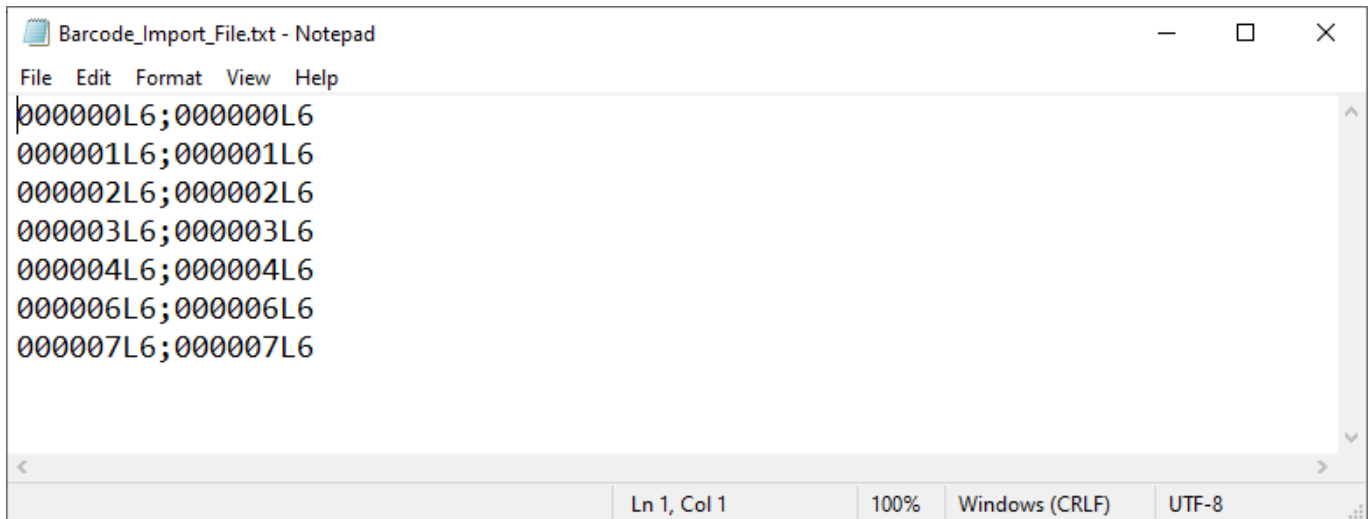 Barcode_Import_File.txt - Notepad
File Edit Format View Help
000000L6;000000L6
000001L6;000001L6
000002L6;000002L6
000003L6;000003L6
000004L6;000004L6
000006L6;000006L6
000007L6;000007L6
Ln 1, Col 1 100% Windows (CRLF) UTF-8